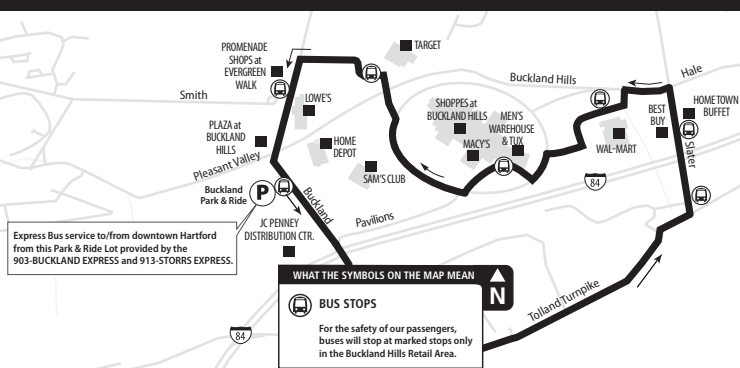 PROMENADE
SHOPS at
EVERGREEN
WALK
TARGET
Smith
LOWE'S
Buckland Hills
Hale
SHOPPES at
BUCKLAND HILLS
MEN'S
WAREHOUSE
& TUX
MACY'S
BEST
BUY
HOME TOWN
BUFFET
WAL-MART
Slater
PLAZA at
BUCKLAND
HILLS
HOME
DEPOT
SAM'S CLUB
Pleasant Valley
84
Buckland
Park & Ride
P
Buckland
Pavilions
JC PENNEY
DISTRIBUTION CTR.
Express Bus service to/from downtown Hartford
from this Park & Ride Lot provided by the
903-BUCKLAND EXPRESS and 913-STORRS EXPRESS.
WHAT THE SYMBOLS ON THE MAP MEAN
N
BUS STOPS
For the safety of our passengers,
buses will stop at marked stops only
in the Buckland Hills Retail Area.
Tolland Turnpike
84